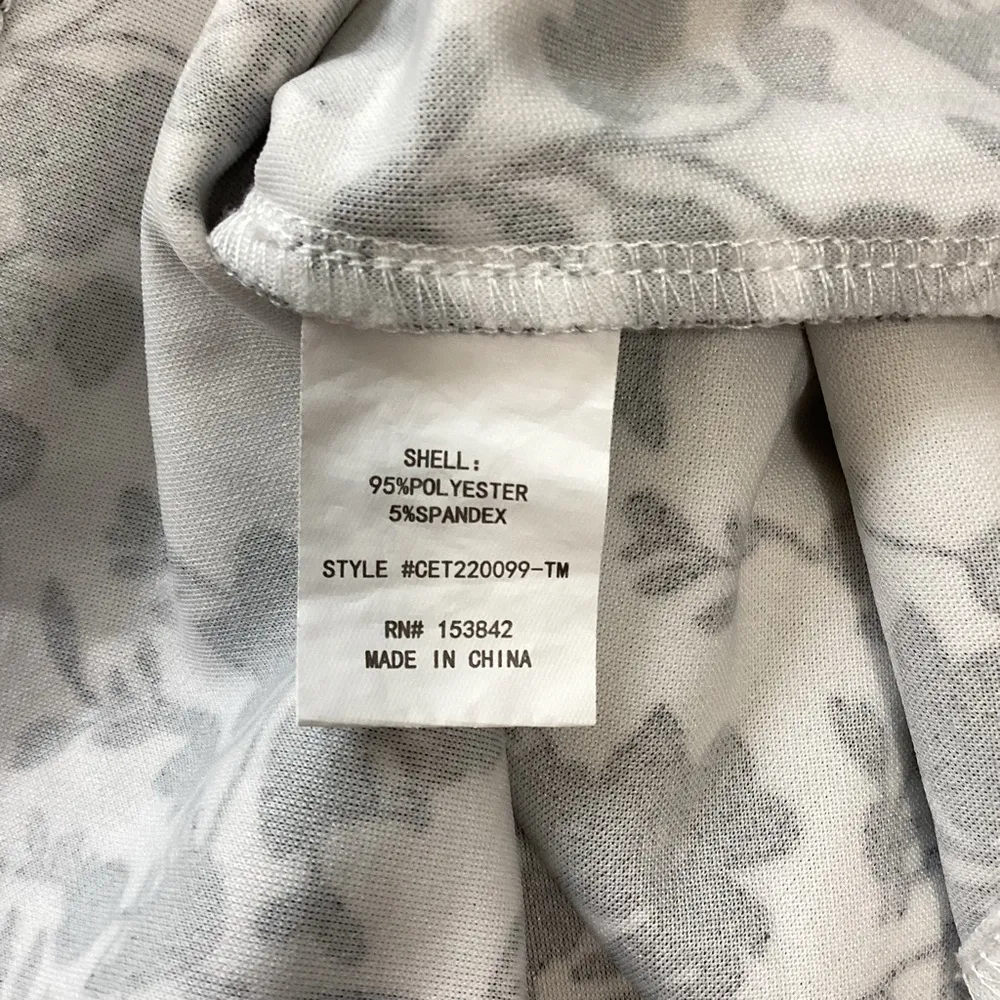 SHELL:
95%POLYESTER
5%SPANDEX
STYLE #CET220099-TM
RN# 153842
MADE IN CHINA